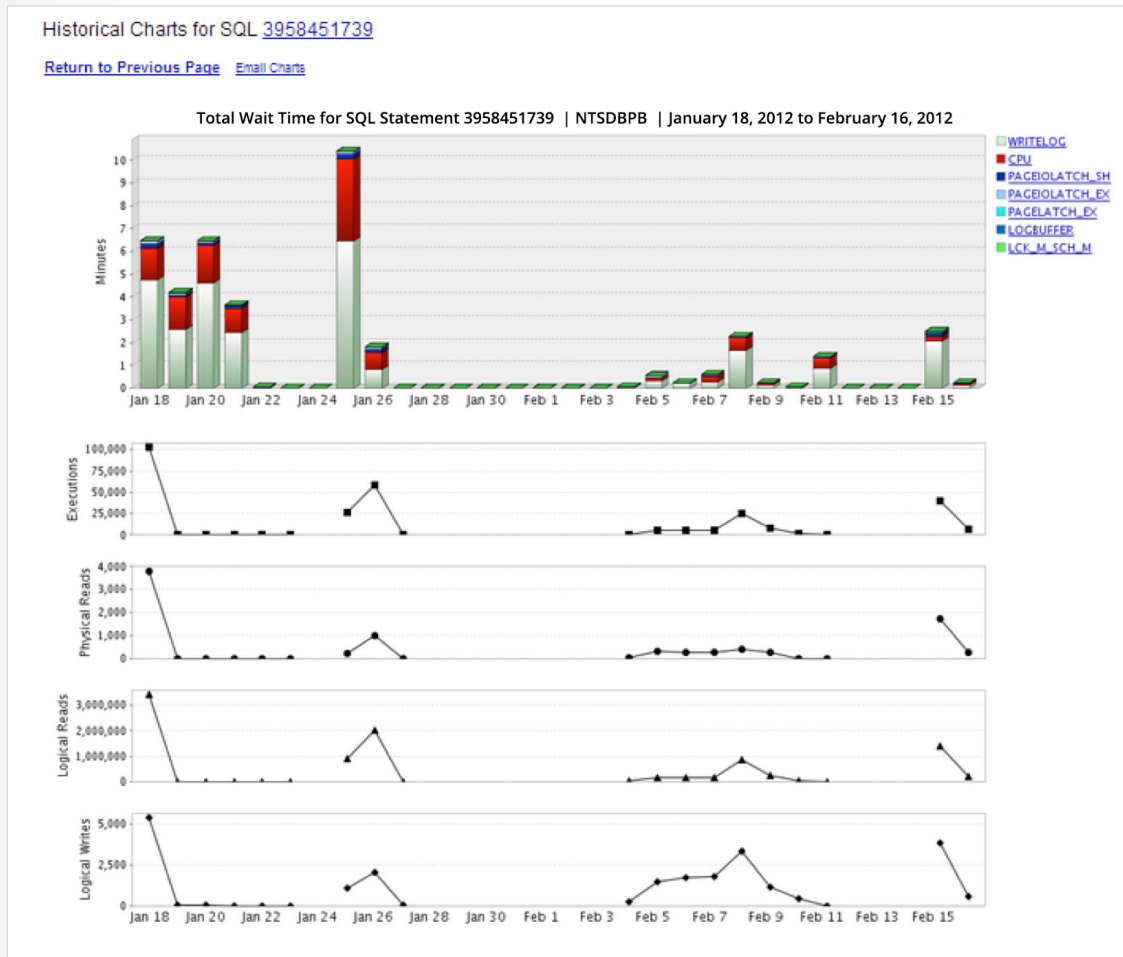 Historical Charts for SQL 3958451739
Return to Previous Page Email Charts
Total Wait Time for SQL Statement 3958451739 | NTSDBPB | January 18, 2012 to February 16, 2012
Minutes
10
9
8
7
6
5
4
3
2
1
0
Jan 18 Jan 20 Jan 22 Jan 24 Jan 26 Jan 28 Jan 30 Feb 1 Feb 3 Feb 5 Feb 7 Feb 9 Feb 11 Feb 13 Feb 15
WRITELOG
CPU
PAGEIOLATCH_SH
PAGEIOLATCH_EX
PAGELATCH_EX
LOGBUFFER
LCK_M_SCH_M
Executions
100,000
75,000
50,000
25,000
0
Physical Reads
4,000
3,000
2,000
1,000
0
Logical Reads
3,000,000
2,000,000
1,000,000
0
Logical Writes
5,000
2,500
0
Jan 18 Jan 20 Jan 22 Jan 24 Jan 26 Jan 28 Jan 30 Feb 1 Feb 3 Feb 5 Feb 7 Feb 9 Feb 11 Feb 13 Feb 15